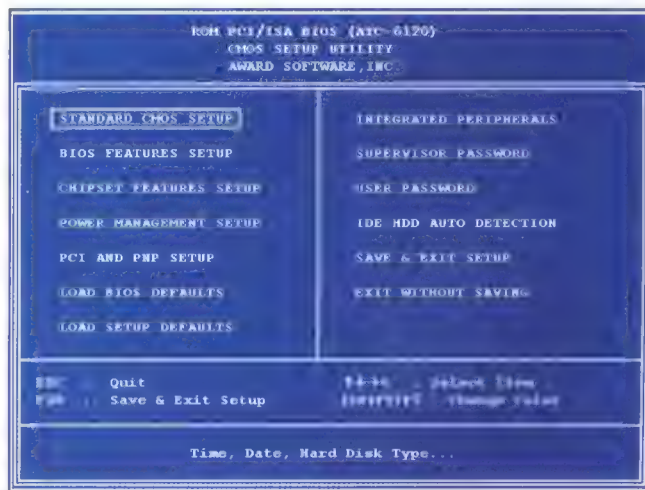 ROM PCI/ISA BIOS (ATC-6120)
CMOS SETUP UTILITY
AWARD SOFTWARE,INC.
STANDARD CMOS SETUP
BIOS FEATURES SETUP
CHIPSET FEATURES SETUP
POWER MANAGEMENT SETUP
PCI AND PNP SETUP
LOAD BIOS DEFAULTS
LOAD SETUP DEFAULTS
INTEGRATED PERIPHERALS
SUPERVISOR PASSWORD
USER PASSWORD
IDE HDD AUTO DETECTION
SAVE & EXIT SETUP
EXIT WITHOUT SAVING
Quit
Save & Exit Setup
: Select Item
Change Value
Time, Date, Hard Disk Type...